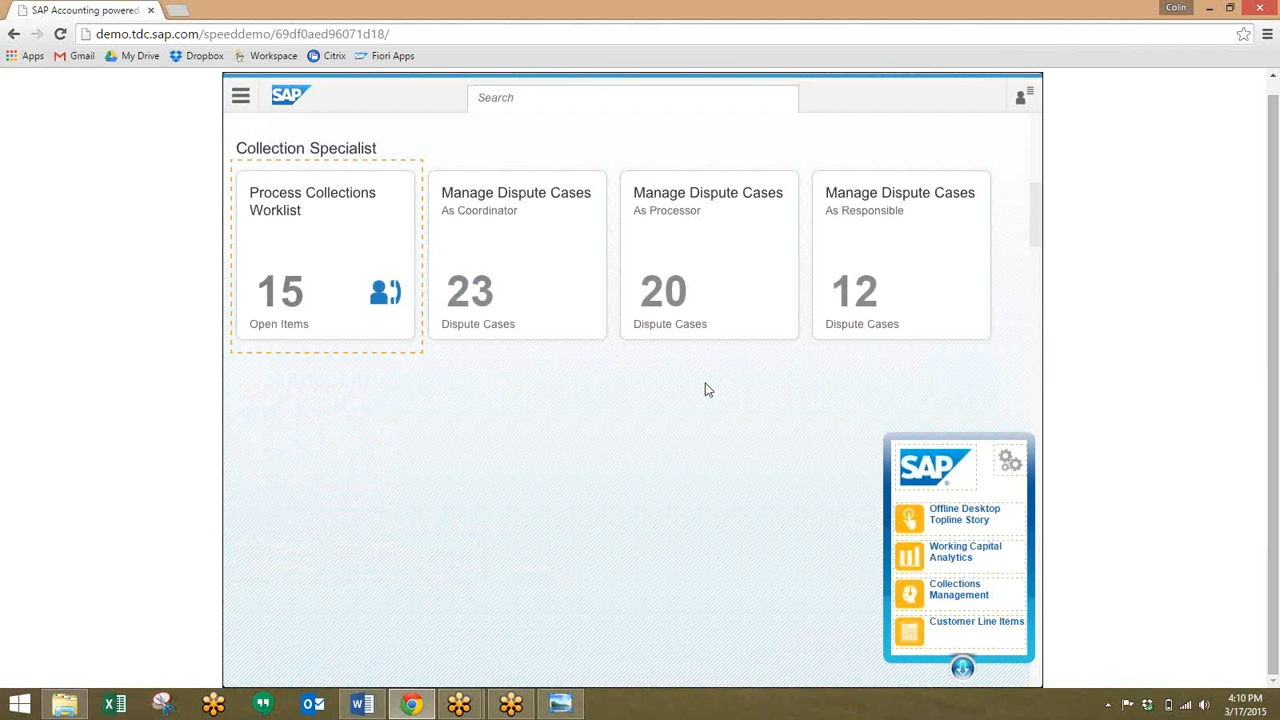 SAP Accounting powered
Colin
demo.tdc.sap.com/speeddemo/69df0aed96071d18/
Apps Gmail My Drive Dropbox Workspace Citrix Fiori Apps
SAP
Search
Collection Specialist
Process Collections
Worklist
15
Open Items
Manage Dispute Cases
As Coordinator
23
Dispute Cases
Manage Dispute Cases
As Processor
20
Dispute Cases
Manage Dispute Cases
As Responsible
12
Dispute Cases
SAP
Offline Desktop
Topline Story
Working Capital
Analytics
Collections
Management
Customer Line Items
4:10 PM
3/17/2015